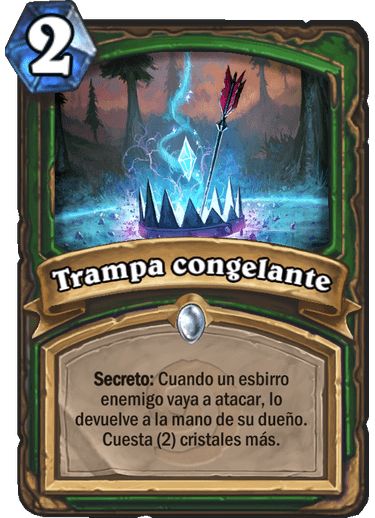 2
Trampa congelante
Secreto: Cuando un esbirro
enemigo vaya a atacar, lo
devuelve a la mano de su dueño.
Cuesta (2) cristales más.